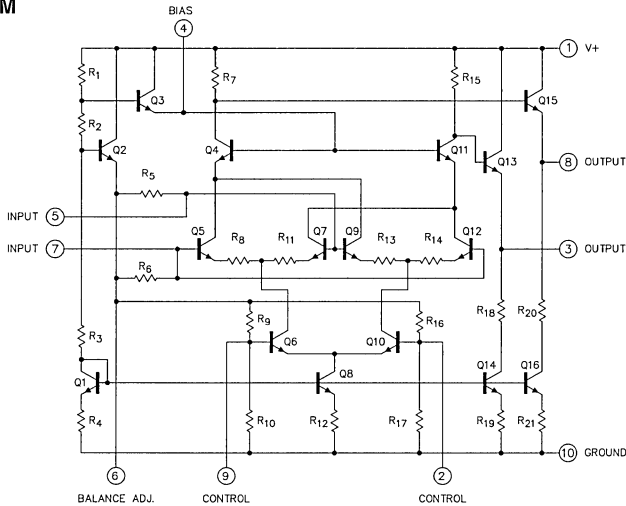 M
BIAS
4
1 V+
R1
R7
R15
Q3
Q15
R2
Q2
Q4
Q11
Q13
8 OUTPUT
R5
INPUT 5
Q5
R8
R11
Q7
Q9
R13
R14
Q12
INPUT 7
3 OUTPUT
R6
R9
R16
R18
R20
R3
Q6
Q10
Q1
Q8
Q14
Q16
R4
R10
R12
R17
R19
R21
10 GROUND
6
9
2
BALANCE ADJ.
CONTROL
CONTROL